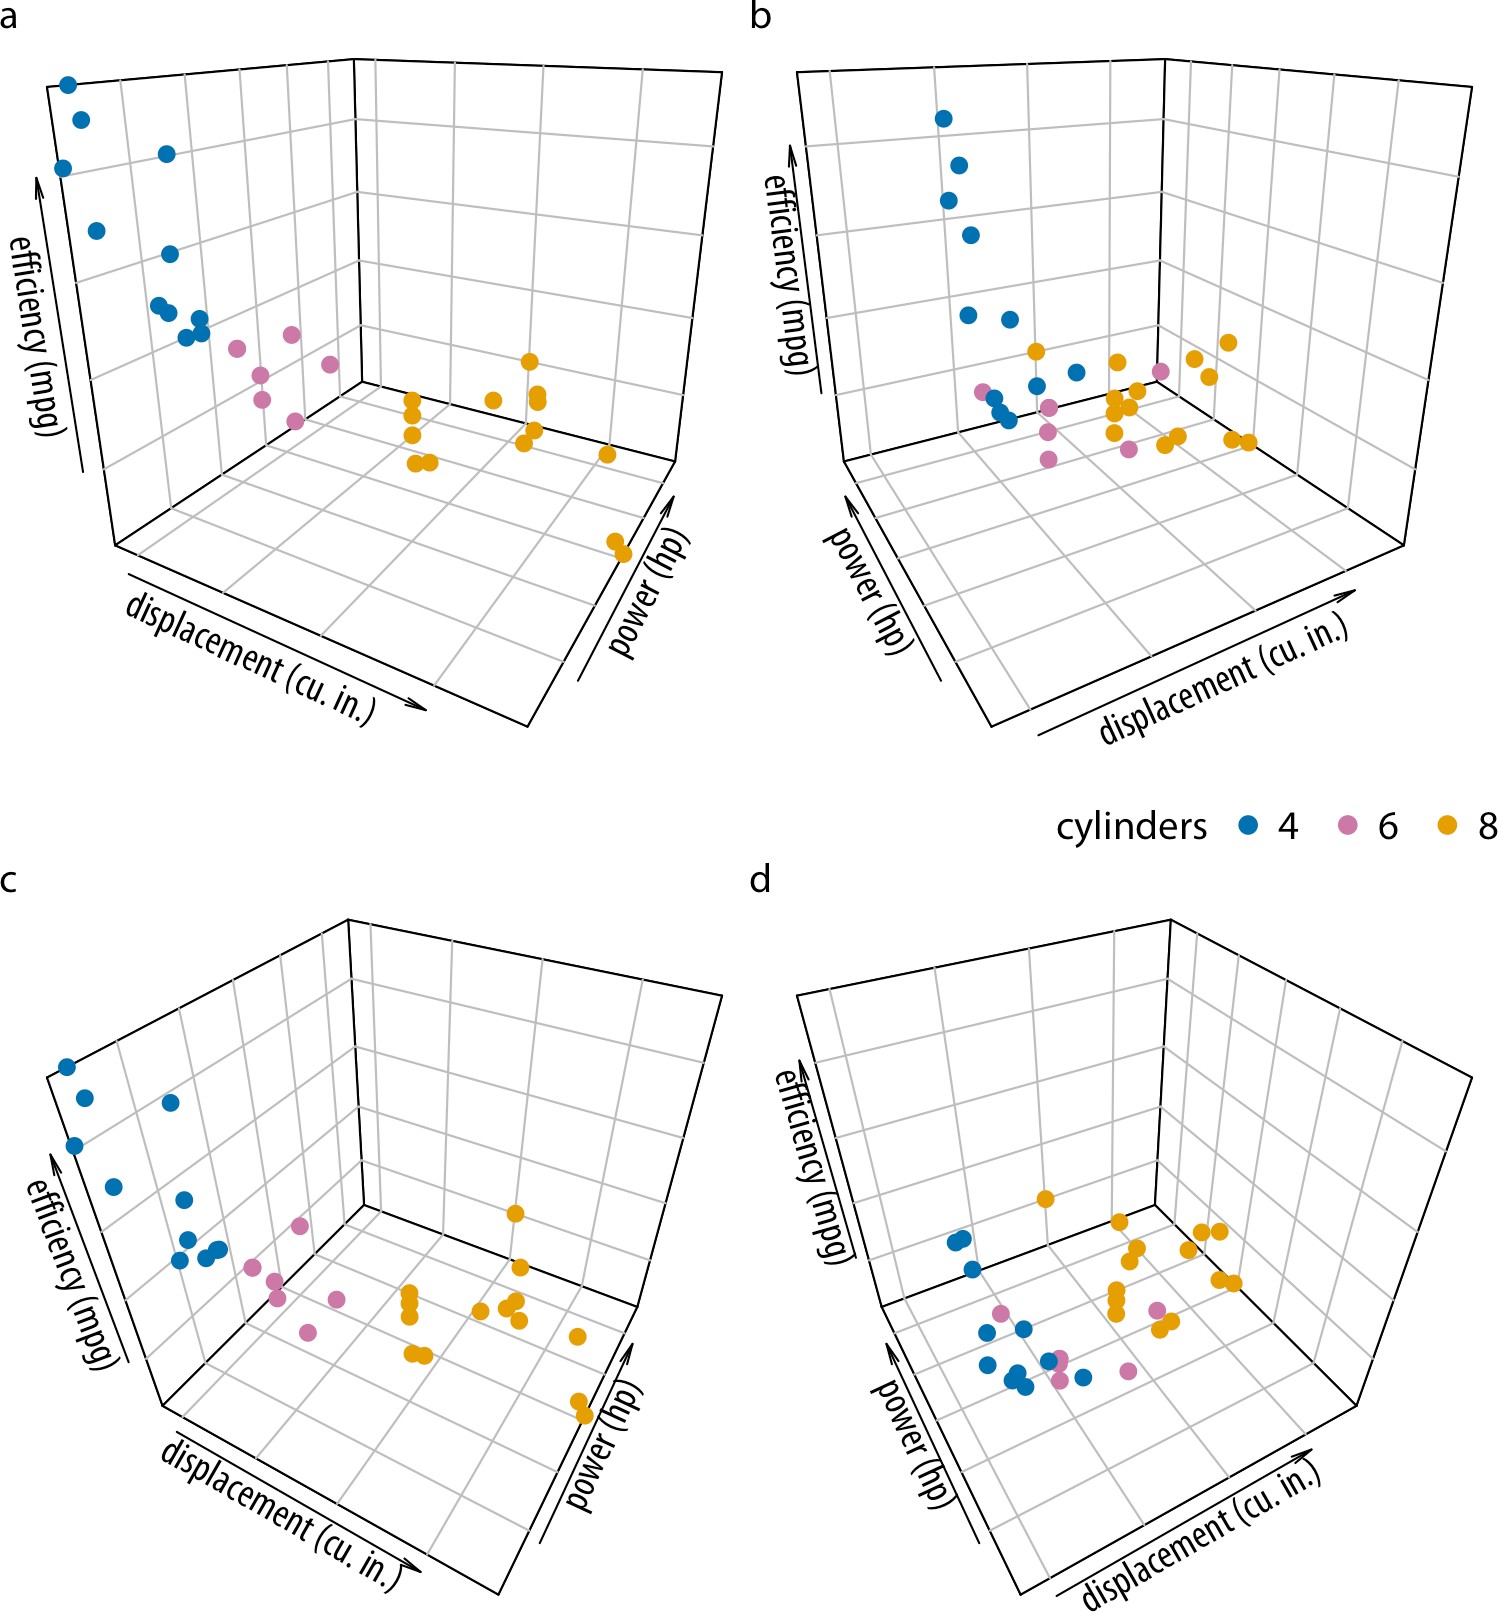 a
efficiency (mpg)
displacement (cu. in.)
power (hp)
b
efficiency (mpg)
power (hp)
displacement (cu. in.)
cylinders 4 6 8
c
efficiency (mpg)
displacement (cu. in.)
power (hp)
d
efficiency (mpg)
power (hp)
displacement (cu. in.)